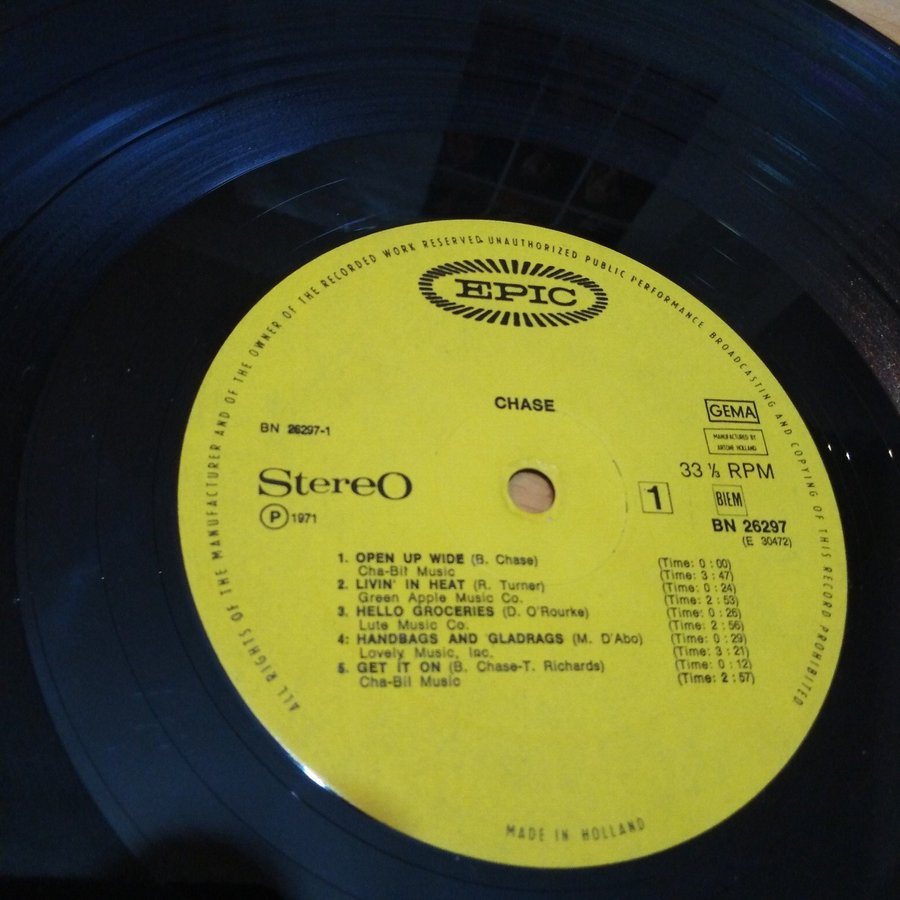 ALL RIGHTS OF THE MANUFACTURER AND OF THE OWNER OF THE RECORDED WORK RESERVED. UNAUTHORIZED PUBLIC PERFORMANCE BROADCASTING AND COPYING OF THIS RECORD PROHIBITED
EPIC
CHASE
GEMA
BN 26297-1
MANUFACTURED BY
ARTONE HOLLAND
33 ⅓ RPM
Stereo
1
BIEM
Ⓟ 1971
BN 26297
(E 30472)
1. OPEN UP WIDE (B. Chase) (Time: 0 : 00)
Cha-Bil Music (Time: 3 : 47)
2. LIVIN' IN HEAT (R. Turner) (Time: 0 : 24)
Green Apple Music Co. (Time: 2 : 53)
3. HELLO GROCERIES (D. O'Rourke) (Time: 0 : 26)
Lute Music Co. (Time: 2 : 56)
4: HANDBAGS AND GLADRAGS (M. D'Abo) (Time: 0 : 29)
Lovely Music, Inc. (Time: 3 : 21)
5. GET IT ON (B. Chase-T. Richards) (Time: 0 : 12)
Cha-Bil Music (Time: 2 : 57)
MADE IN HOLLAND